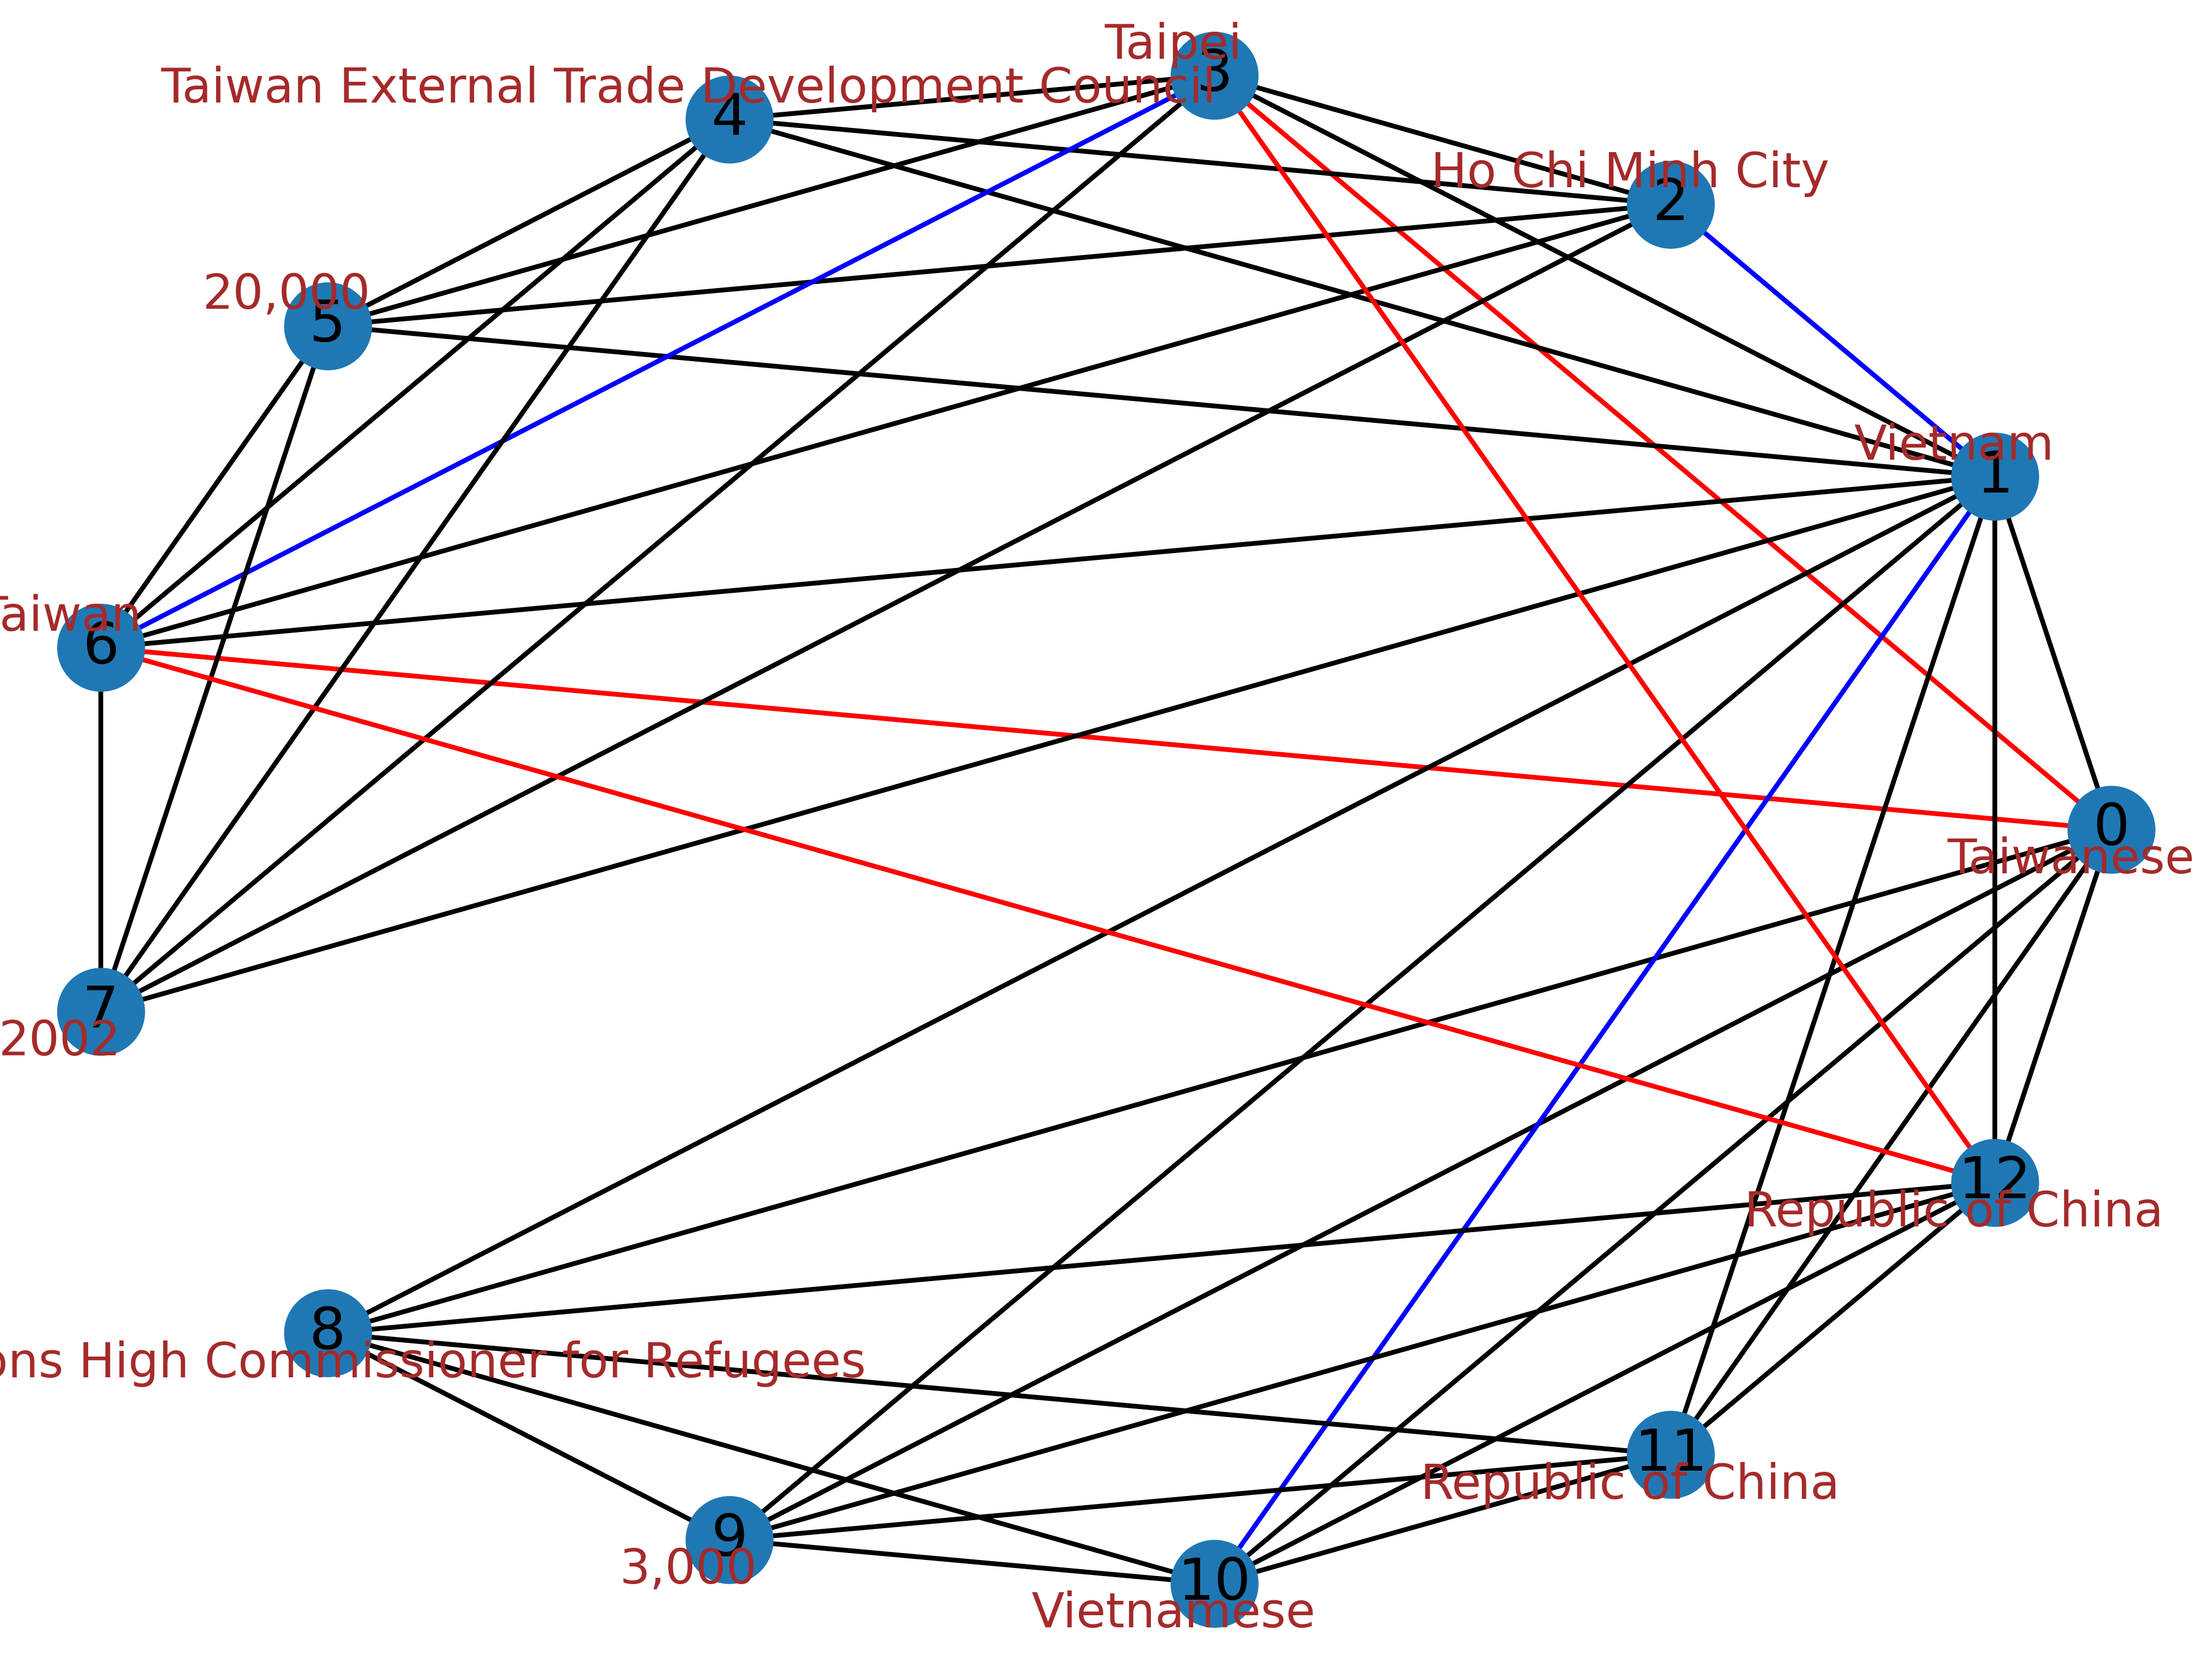 Taipei
3
Taiwan External Trade Development Council
4
Ho Chi Minh City
2
20,000
5
Vietnam
1
aiwan
6
0
Taiwanese
7
2002
12
Republic of China
8
ons High Commissioner for Refugees
11
Republic of China
9
3,000
10
Vietnamese